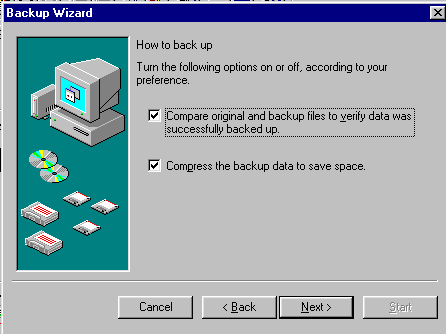 Backup Wizard
How to back up
Turn the following options on or off, according to your
preference.
Compare original and backup files to verify data was
successfully backed up.
Compress the backup data to save space.
Cancel
< Back
Next >
Start